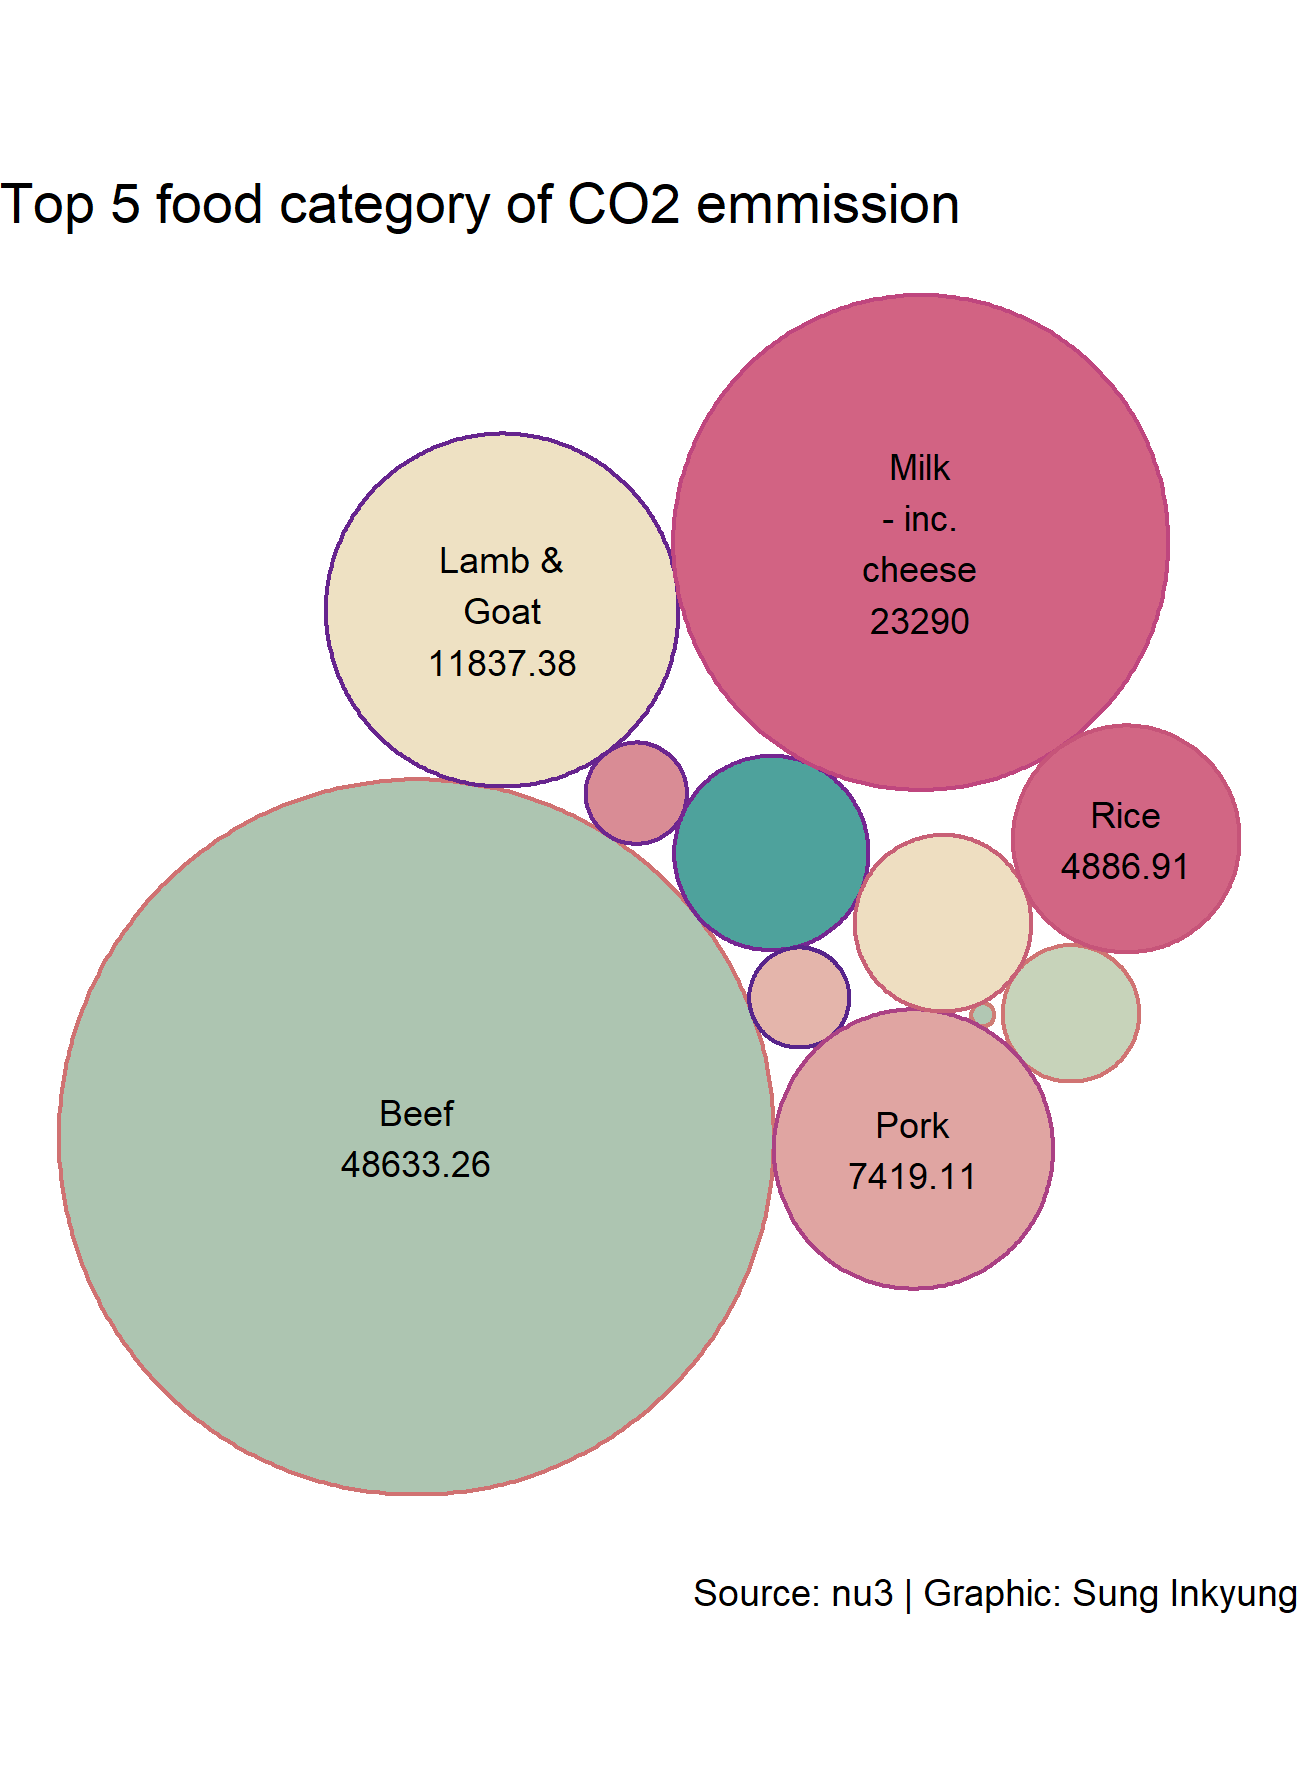 Top 5 food category of CO2 emmission
Milk
- inc.
cheese
23290
Lamb &
Goat
11837.38
Rice
4886.91
Beef
48633.26
Pork
7419.11
Source: nu3 | Graphic: Sung Inkyung